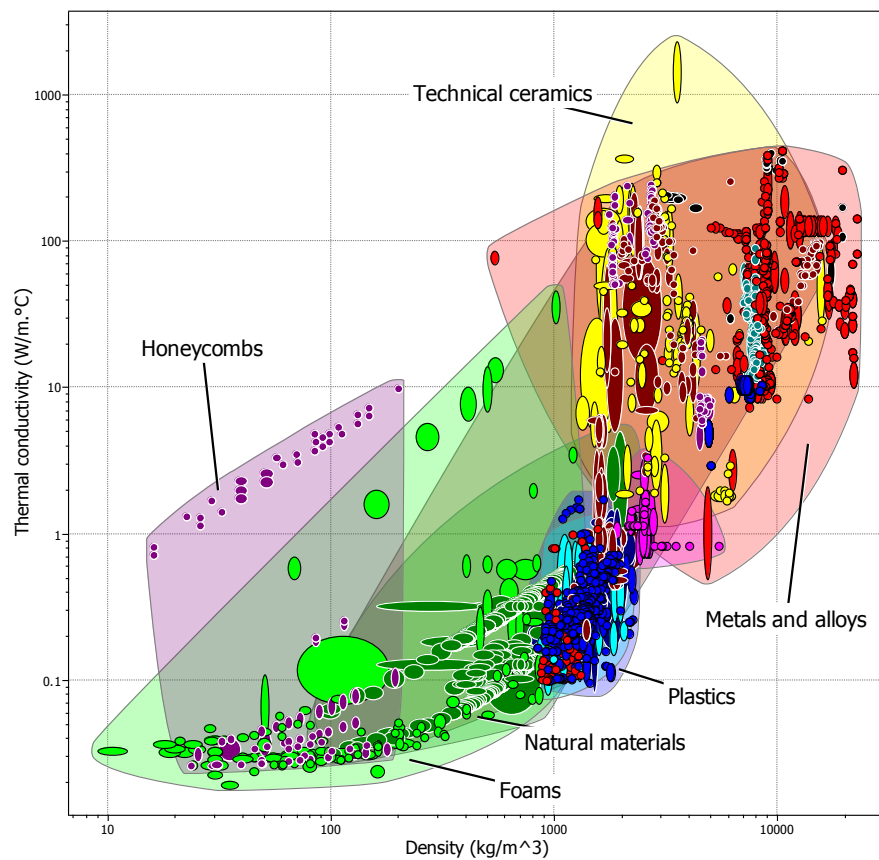 1000
Technical ceramics
100
Honeycombs
10
Thermal conductivity (W/m.°C)
1
Metals and alloys
0.1
Plastics
Natural materials
Foams
10
100
1000
10000
Density (kg/m^3)